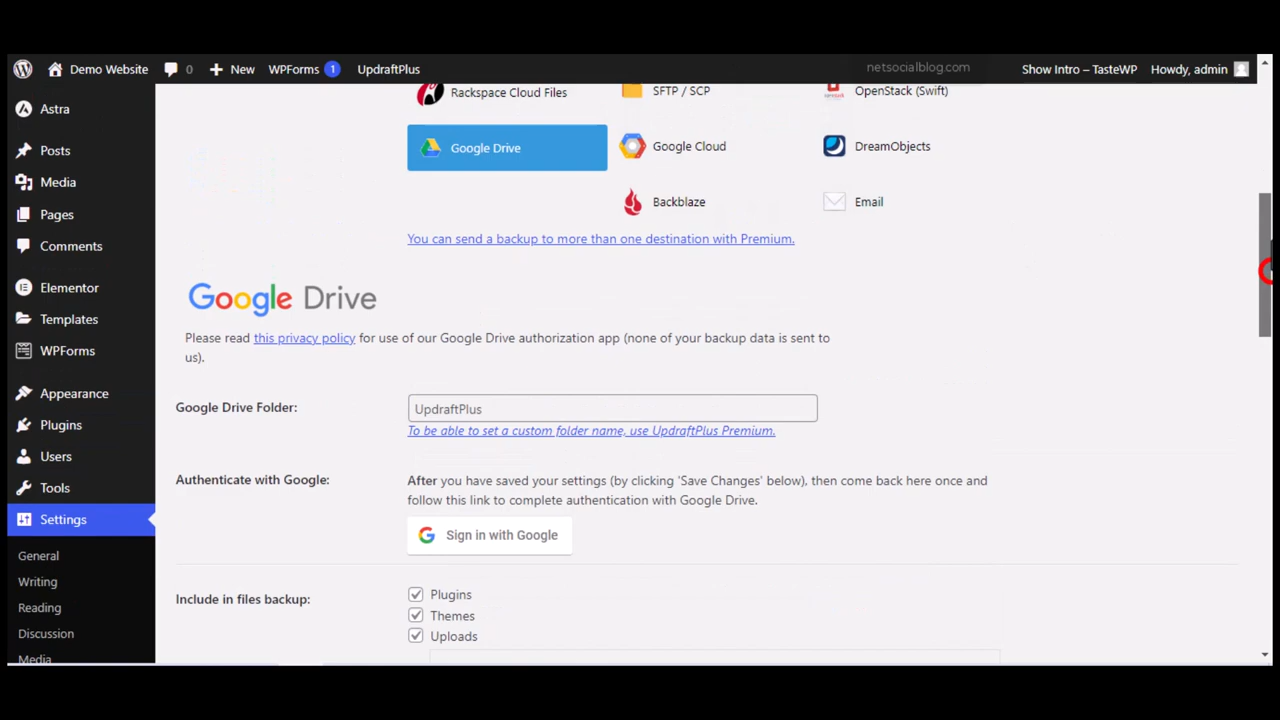 Demo Website
0
New
WPForms 1
UpdraftPlus
netsocialblog.com
Show Intro – TasteWP
Howdy, admin
Astra
Posts
Media
Pages
Comments
Elementor
Templates
WPForms
Appearance
Plugins
Users
Tools
Settings
General
Writing
Reading
Discussion
Media
Rackspace Cloud Files
SFTP / SCP
OpenStack (Swift)
Google Drive
Google Cloud
DreamObjects
Backblaze
Email
You can send a backup to more than one destination with Premium.
Google Drive
Please read this privacy policy for use of our Google Drive authorization app (none of your backup data is sent to
us).
Google Drive Folder:
UpdraftPlus
To be able to set a custom folder name, use UpdraftPlus Premium.
Authenticate with Google:
After you have saved your settings (by clicking 'Save Changes' below), then come back here once and
follow this link to complete authentication with Google Drive.
Sign in with Google
Include in files backup:
Plugins
Themes
Uploads